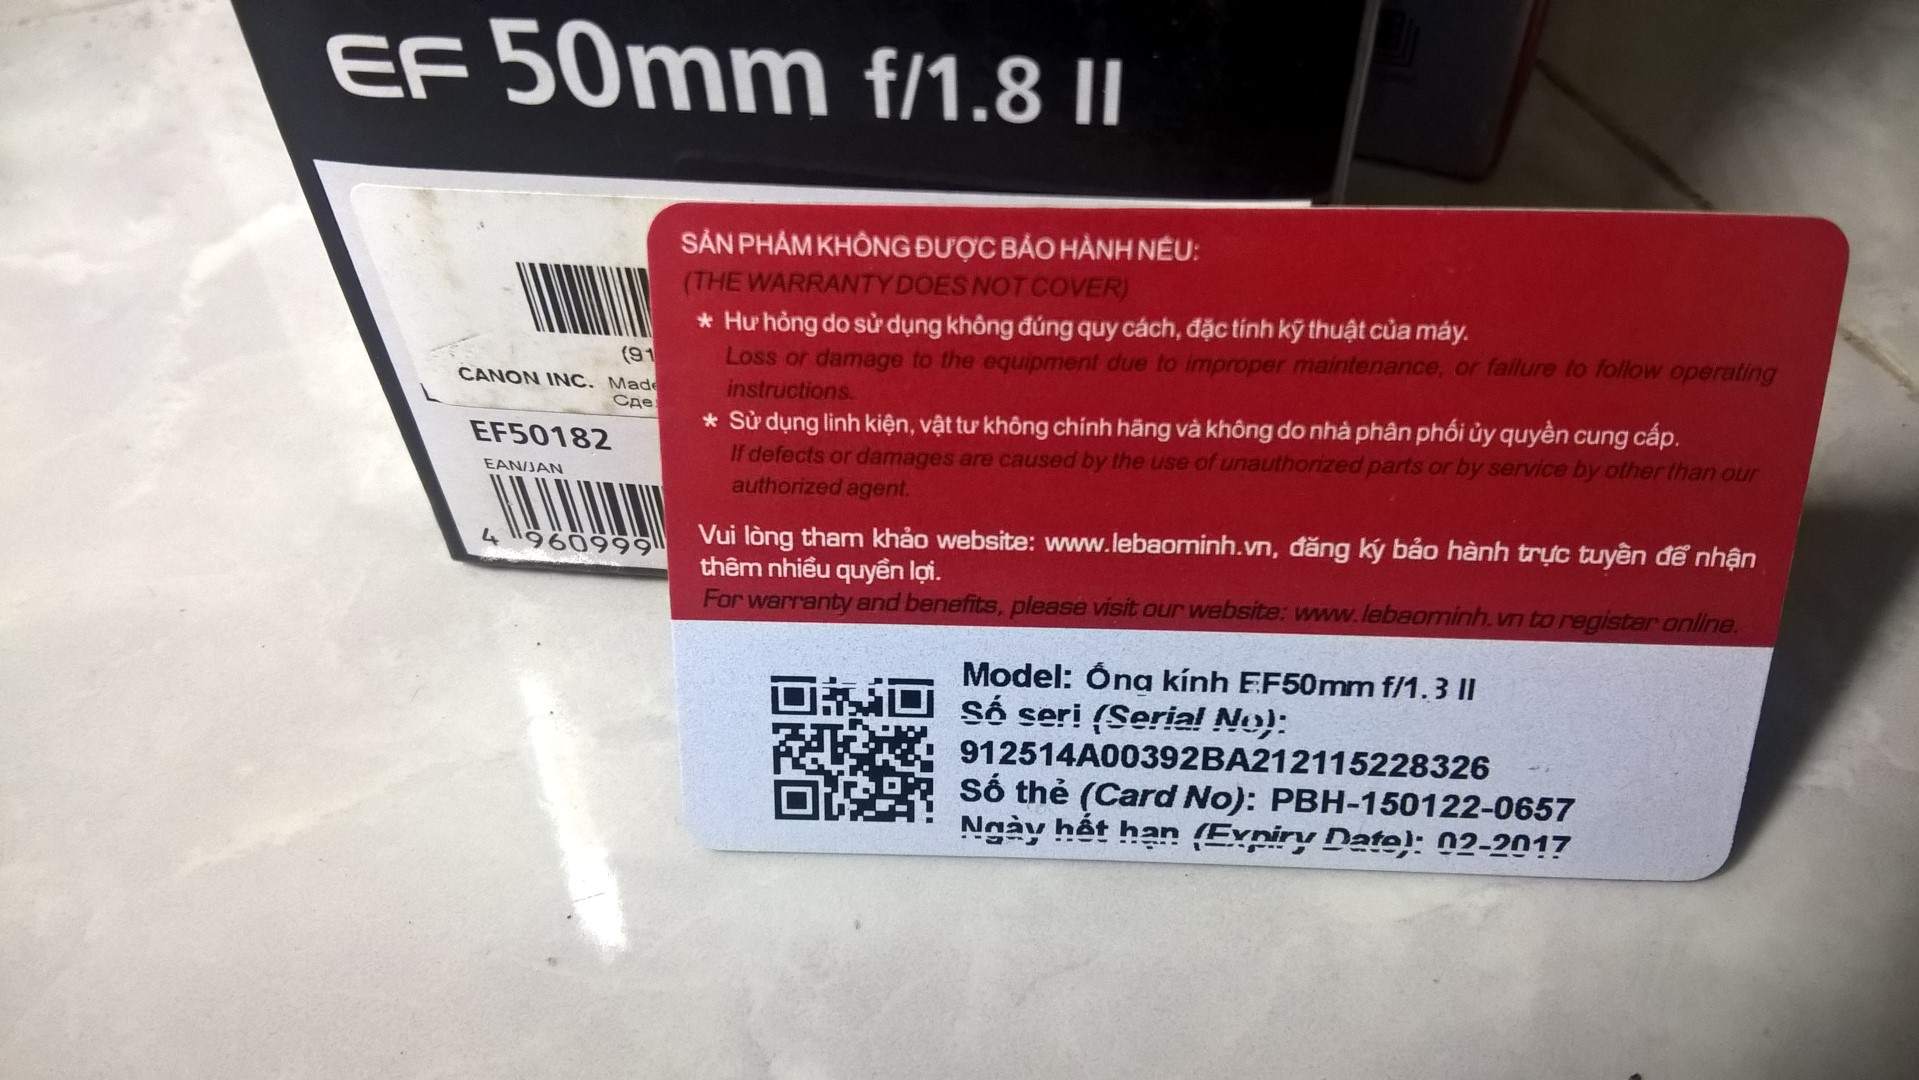 EF 50mm f/1.8 II
(91
CANON INC. Made
Сде
EF50182
EAN/JAN
4 960999
SẢN PHẨM KHÔNG ĐƯỢC BẢO HÀNH NẾU:
(THE WARRANTY DOES NOT COVER)
* Hư hỏng do sử dụng không đúng quy cách, đặc tính kỹ thuật của máy.
Loss or damage to the equipment due to improper maintenance, or failure to follow operating
instructions.
* Sử dụng linh kiện, vật tư không chính hãng và không do nhà phân phối ủy quyền cung cấp.
If defects or damages are caused by the use of unauthorized parts or by service by other than our
authorized agent.
Vui lòng tham khảo website: www.lebaominh.vn, đăng ký bảo hành trực tuyến để nhận
thêm nhiều quyền lợi.
For warranty and benefits, please visit our website: www.lebaominh.vn to register online.
Model: Ống kính EF50mm f/1.8 II
Số seri (Serial No):
912514A00392BA212115228326
Số thẻ (Card No): PBH-150122-0657
Ngày hết hạn (Expiry Date): 02-2017